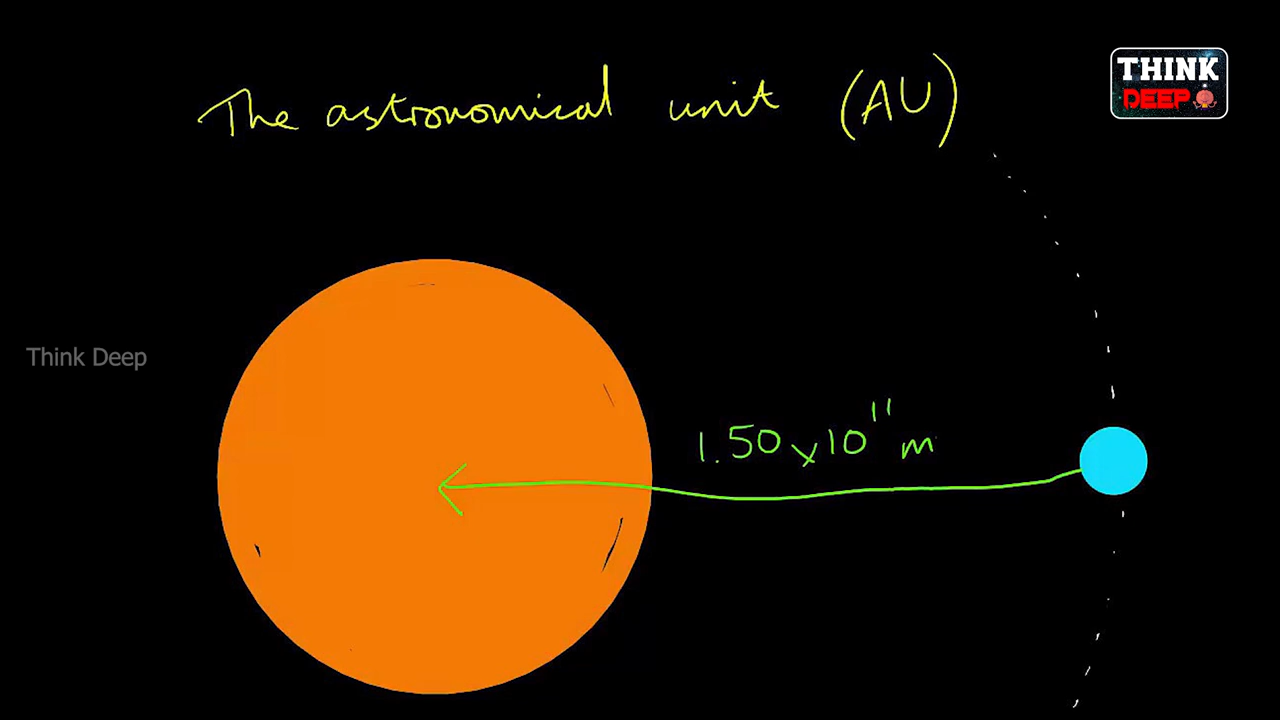 The astronomical unit (AU)
THINK
DEEP
Think Deep
1.50 x 10¹¹ m